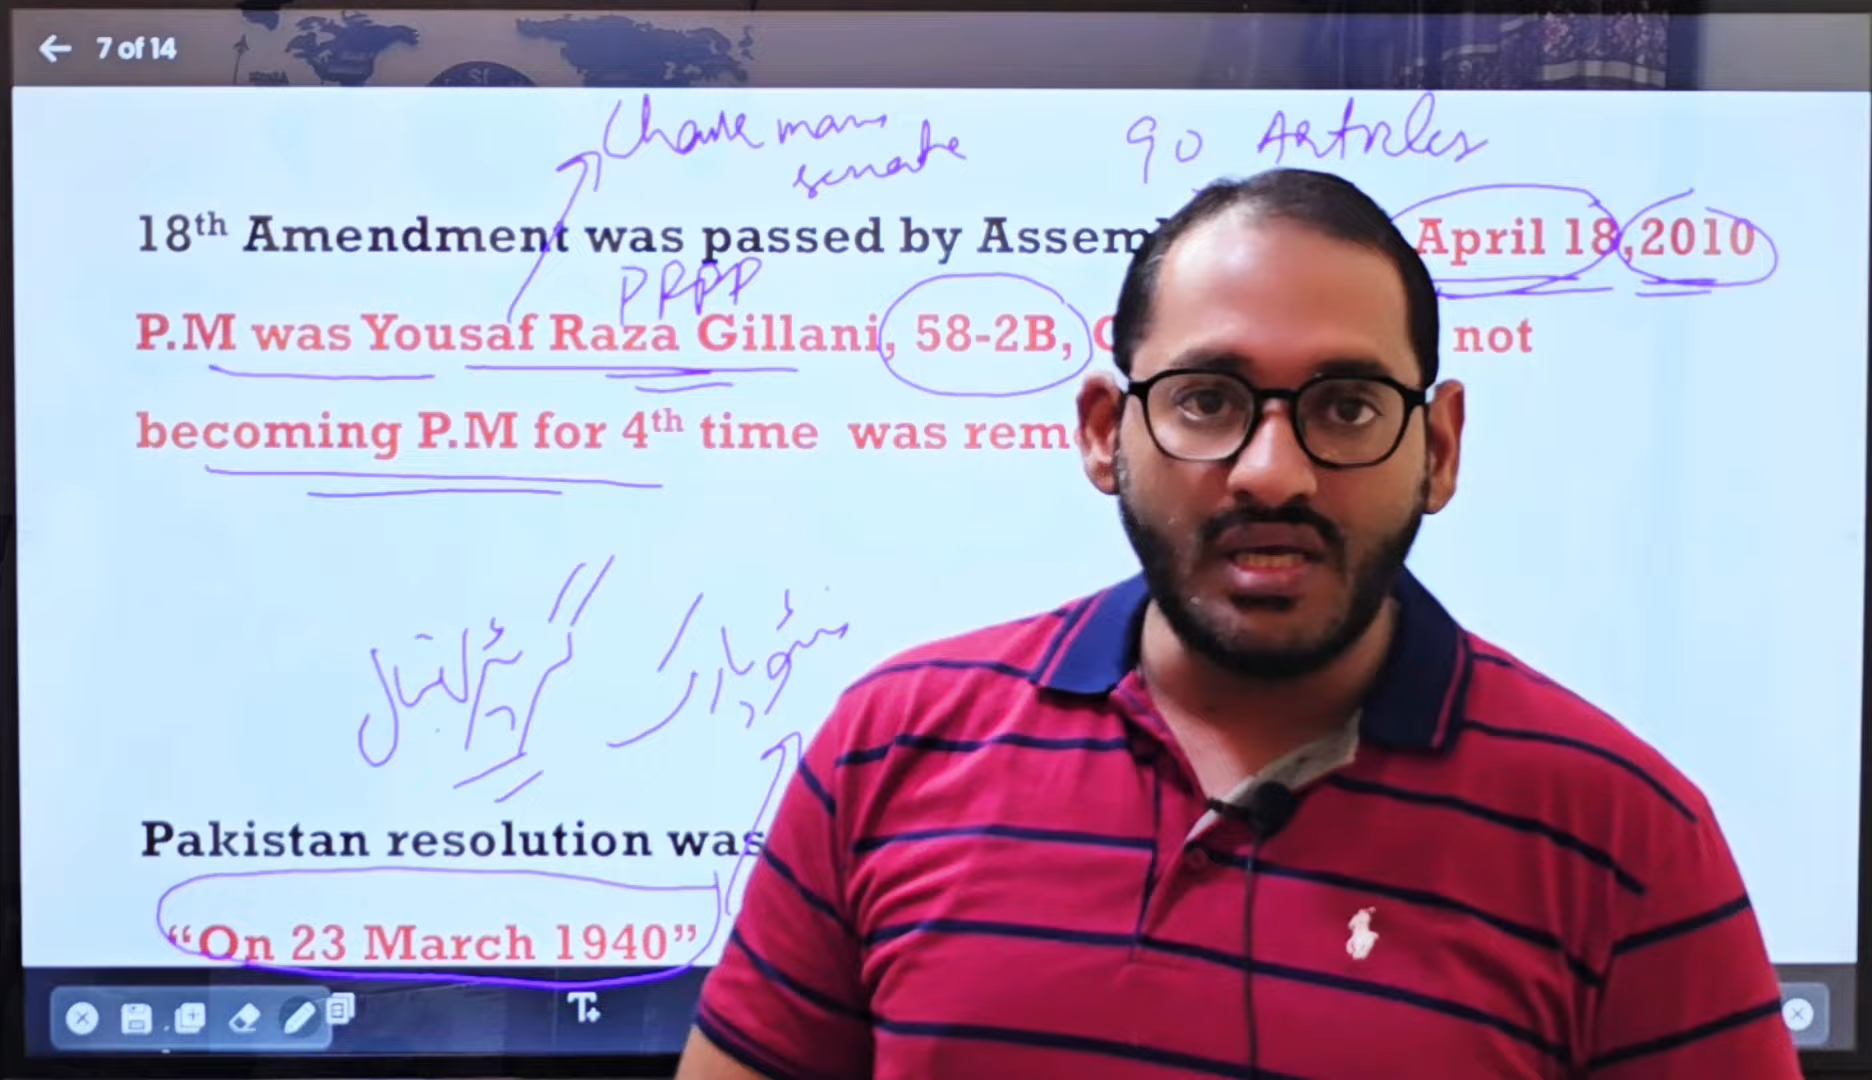 7 of 14
Chairman
senate
90 Articles
18th Amendment was passed by Assem April 18, 2010
PPPP
P.M was Yousaf Raza Gillani, 58-2B, not
becoming P.M for 4th time was rem
Pakistan resolution was
“On 23 March 1940”